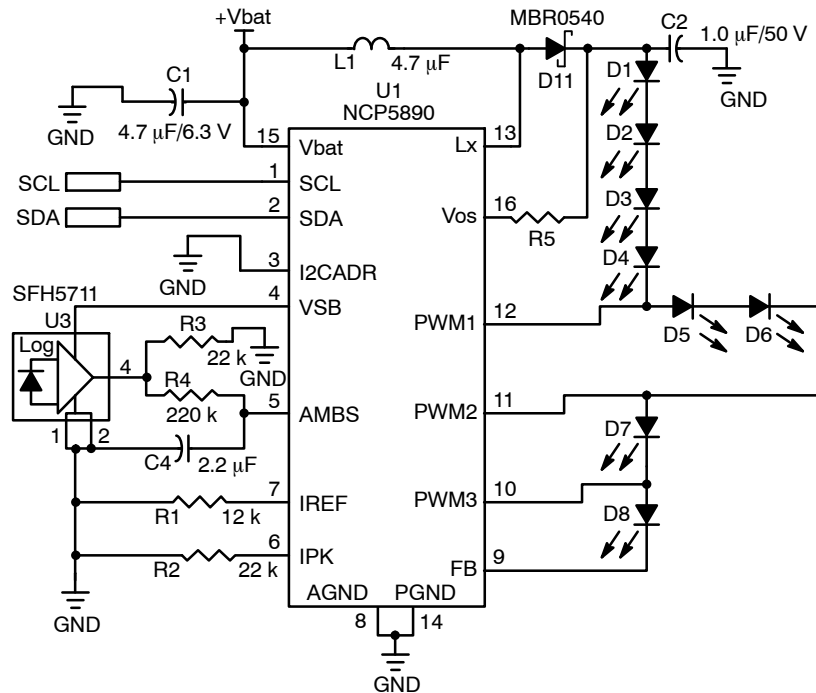 +Vbat
MBR0540
C2
1.0 µF/50 V
L1
4.7 µF
D11
D1
GND
C1
U1
NCP5890
GND
4.7 µF/6.3 V
15
Vbat
Lx
13
D2
SCL
1
SCL
D3
SDA
2
SDA
Vos
16
R5
D4
3
I2CADR
GND
SFH5711
4
VSB
U3
R3
PWM1
12
D5
D6
Log
22 k
GND
4
R4
220 k
5
AMBS
PWM2
11
1
2
D7
C4
2.2 µF
7
IREF
PWM3
10
R1
12 k
D8
6
IPK
FB
9
R2
22 k
AGND
PGND
GND
8
14
GND